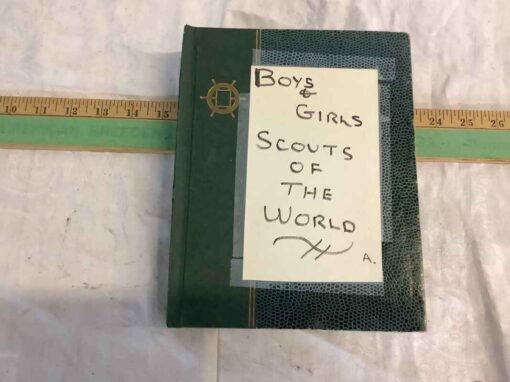 BOYS
&
GIRLS
SCOUTS
OF
THE
WORLD
A.
10 11 12 13 14 15
24 25 26